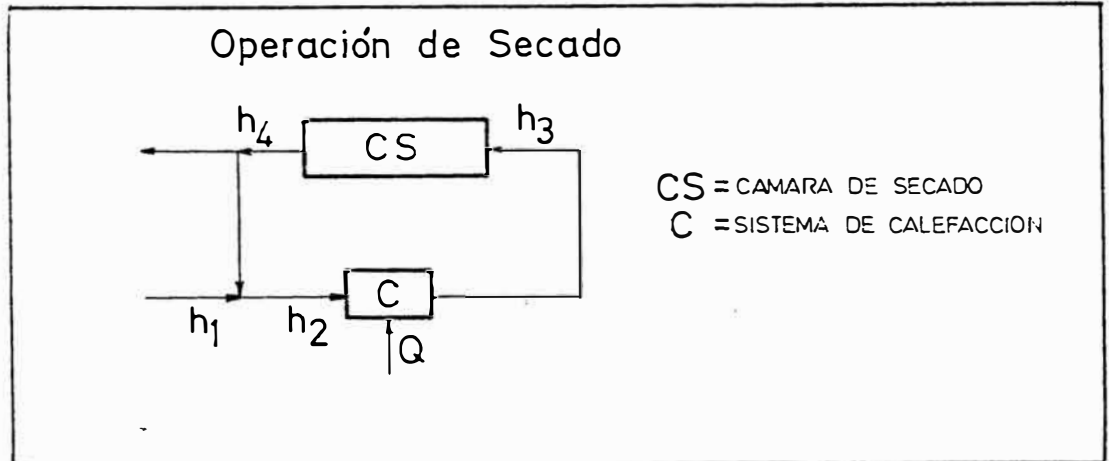 Operación de Secado
h4
CS
h3
CS = CAMARA DE SECADO
C = SISTEMA DE CALEFACCION
h1
h2
C
Q